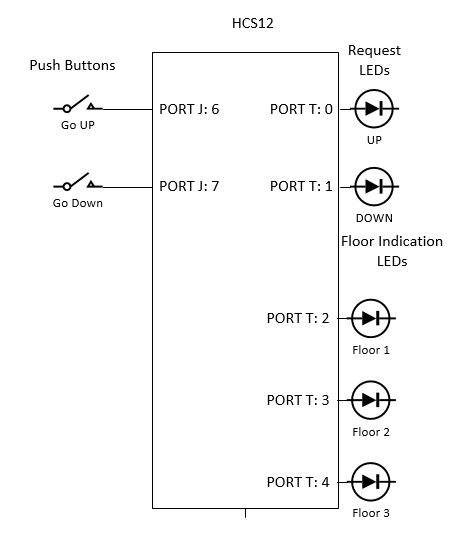 HCS12
Push Buttons
Request
LEDs
PORT J: 6
PORT T: 0
Go UP
UP
PORT J: 7
PORT T: 1
Go Down
DOWN
Floor Indication
LEDs
PORT T: 2
Floor 1
PORT T: 3
Floor 2
PORT T: 4
Floor 3